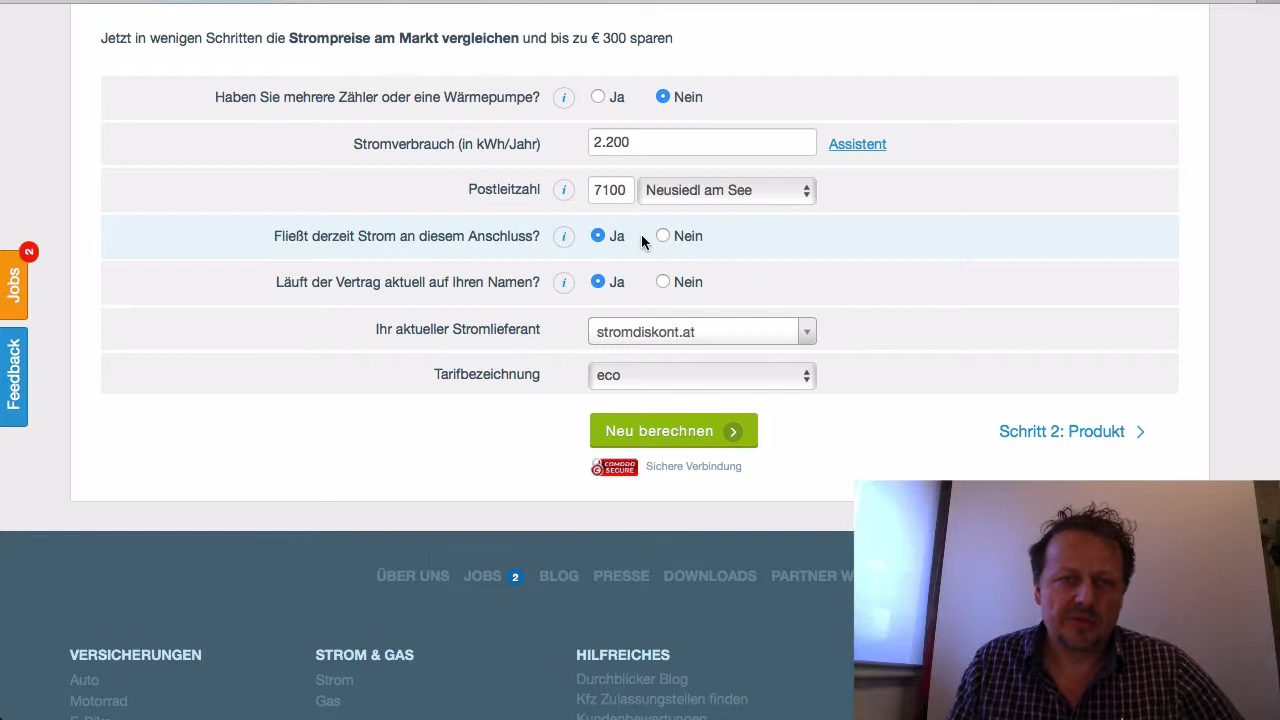 Jetzt in wenigen Schritten die Strompreise am Markt vergleichen und bis zu € 300 sparen
Haben Sie mehrere Zähler oder eine Wärmepumpe? i Ja Nein
Stromverbrauch (in kWh/Jahr) 2.200 Assistent
Postleitzahl i 7100 Neusiedl am See
Fließt derzeit Strom an diesem Anschluss? i Ja Nein
Läuft der Vertrag aktuell auf Ihren Namen? i Ja Nein
Ihr aktueller Stromlieferant stromdiskont.at
Tarifbezeichnung eco
Neu berechnen
Schritt 2: Produkt
COMODO SECURE Sichere Verbindung
Jobs 2
Feedback
ÜBER UNS JOBS 2 BLOG PRESSE DOWNLOADS PARTNER W
VERSICHERUNGEN STROM & GAS HILFREICHES
Auto Strom Durchblicker Blog
Motorrad Gas Kfz Zulassungstellen finden
E-Bike Kundenbewertungen